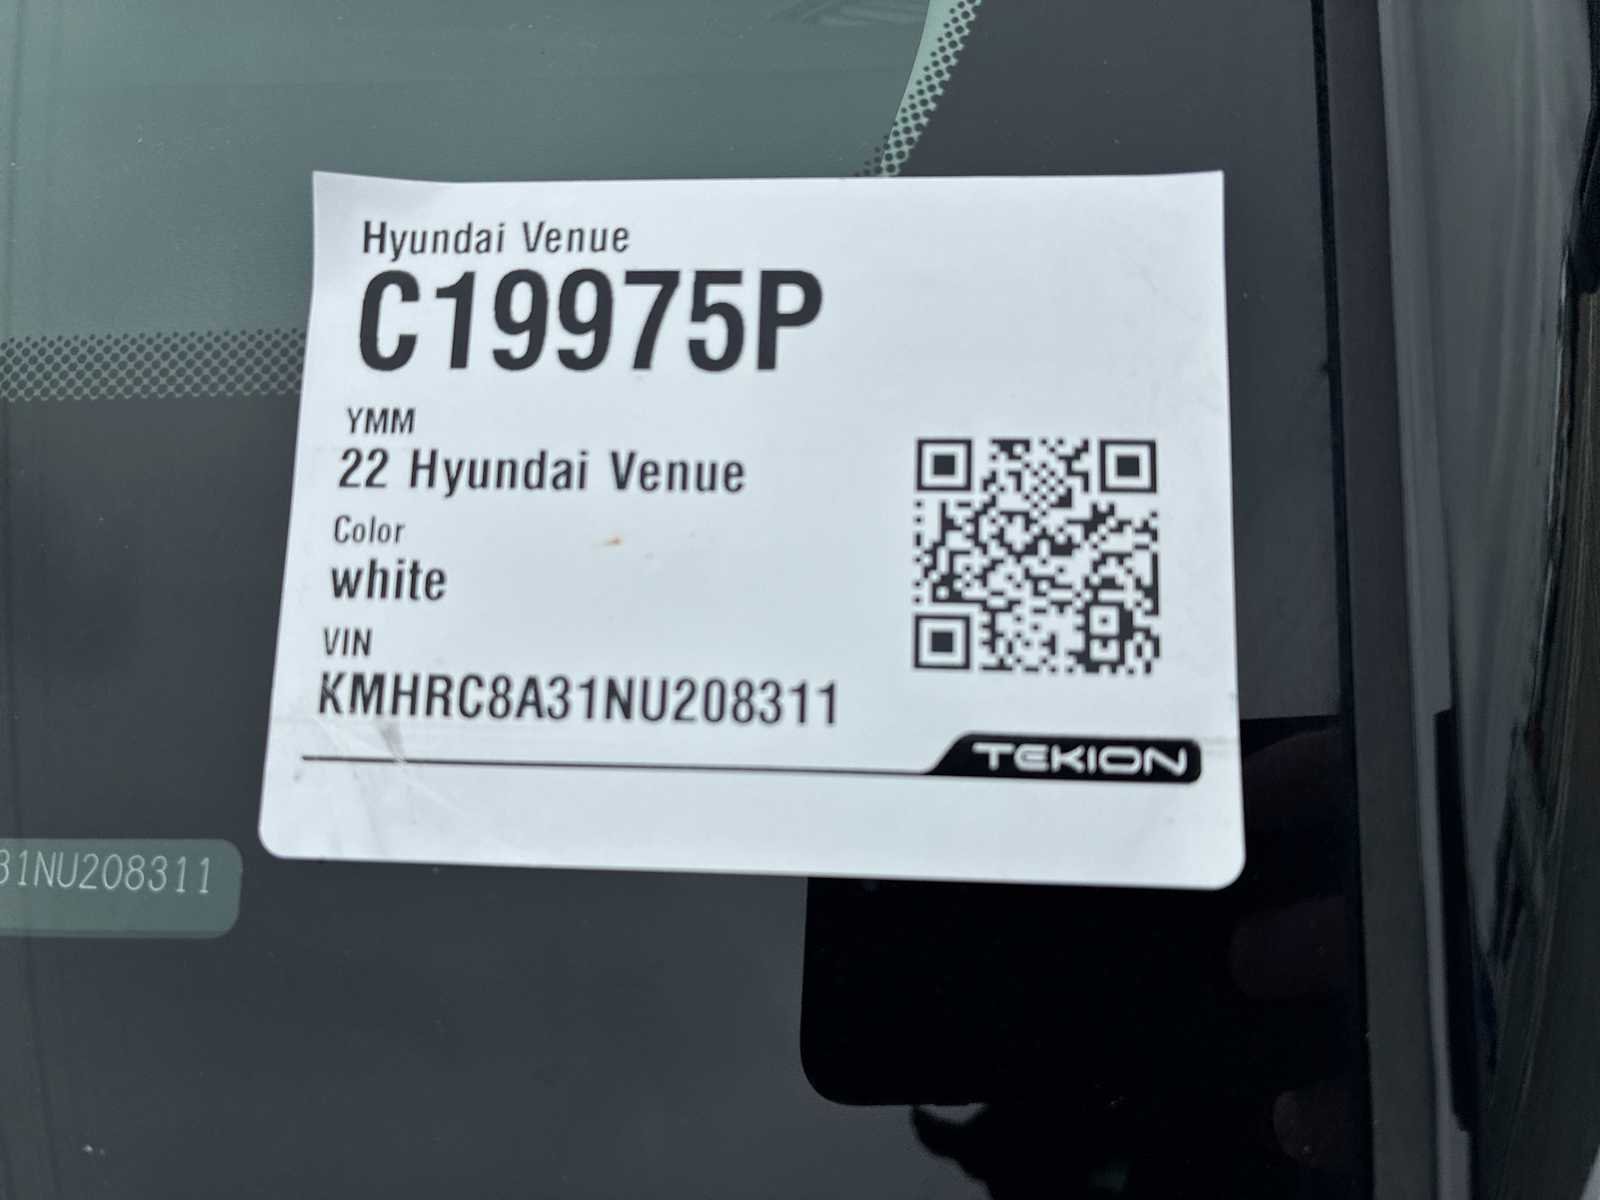 Hyundai Venue
C19975P
YMM
22 Hyundai Venue
Color
white
VIN
KMHRC8A31NU208311
TEKION
31NU208311